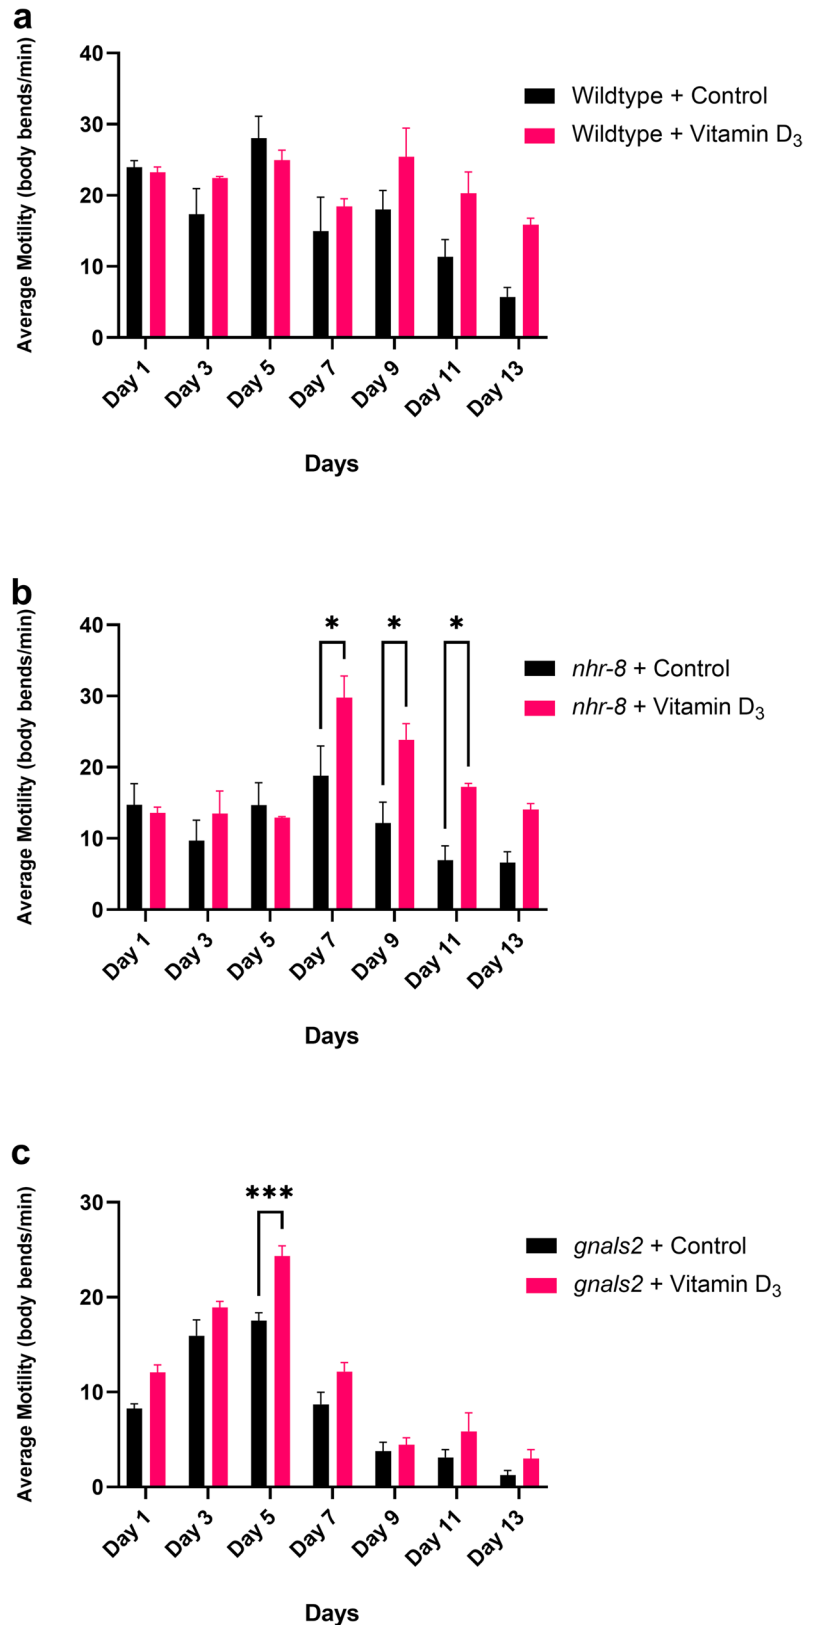 a
Average Motility (body bends/min)
40
30
20
10
0
Day 1 Day 3 Day 5 Day 7 Day 9 Day 11 Day 13
Days
Wildtype + Control
Wildtype + Vitamin D₃
b
Average Motility (body bends/min)
40
30
20
10
0
* * *
Day 1 Day 3 Day 5 Day 7 Day 9 Day 11 Day 13
Days
nhr-8 + Control
nhr-8 + Vitamin D₃
c
Average Motility (body bends/min)
30
20
10
0
***
Day 1 Day 3 Day 5 Day 7 Day 9 Day 11 Day 13
Days
gnals2 + Control
gnals2 + Vitamin D₃